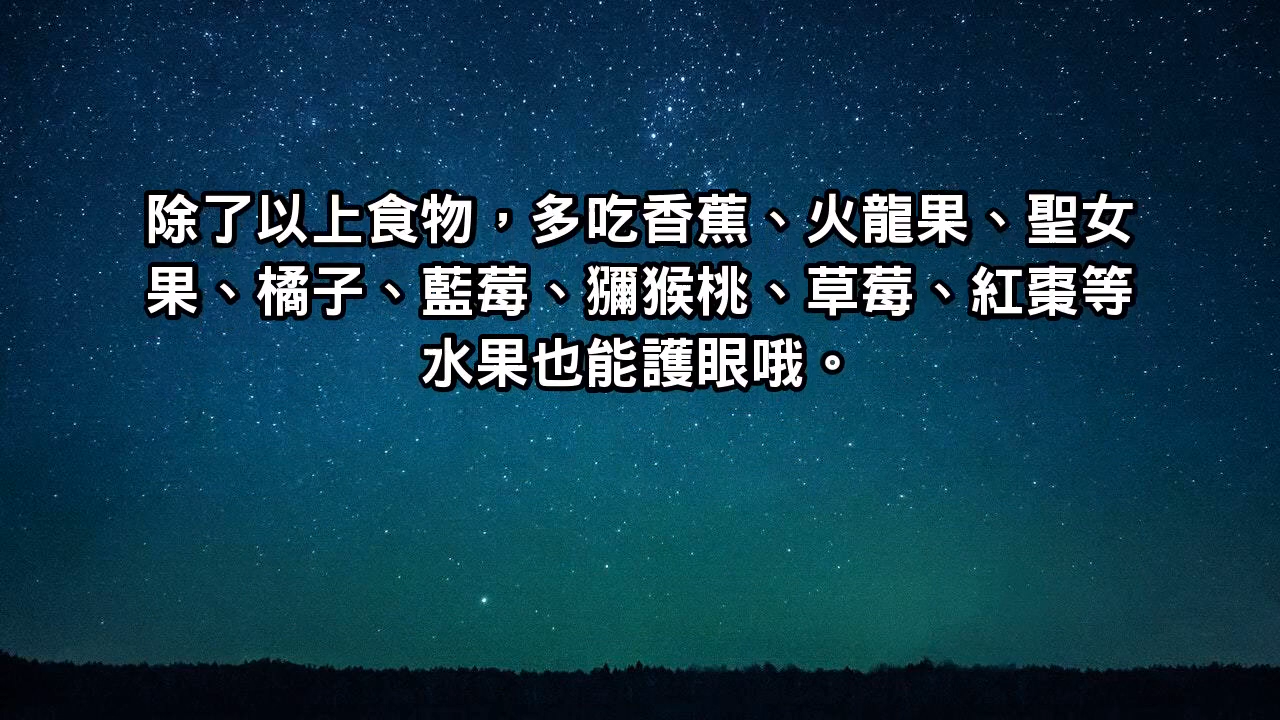 除了以上食物，多吃香蕉、火龍果、聖女
果、橘子、藍莓、獼猴桃、草莓、紅棗等
水果也能護眼哦。